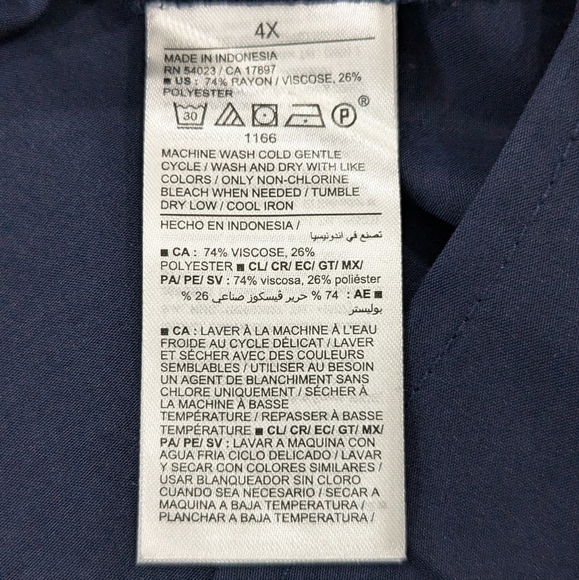 4X
MADE IN INDONESIA
RN 54023 / CA 17897
■ US : 74% RAYON / VISCOSE, 26%
POLYESTER
30 P ®
1166
MACHINE WASH COLD GENTLE
CYCLE / WASH AND DRY WITH LIKE
COLORS / ONLY NON-CHLORINE
BLEACH WHEN NEEDED / TUMBLE
DRY LOW / COOL IRON
HECHO EN INDONESIA /
تصنع في اندونيسيا
■ CA : 74% VISCOSE, 26%
POLYESTER ■ CL/ CR/ EC/ GT/ MX/
PA/ PE/ SV : 74% viscosa, 26% poliéster
■ AE : 74 % حرير فيسكوز صناعي 26 %
بوليستر
■ CA : LAVER À LA MACHINE À L'EAU
FROIDE AU CYCLE DÉLICAT / LAVER
ET SÉCHER AVEC DES COULEURS
SEMBLABLES / UTILISER AU BESOIN
UN AGENT DE BLANCHIMENT SANS
CHLORE UNIQUEMENT / SÉCHER À
LA MACHINE À BASSE
TEMPÉRATURE / REPASSER À BASSE
TEMPÉRATURE ■ CL/ CR/ EC/ GT/ MX/
PA/ PE/ SV : LAVAR A MAQUINA CON
AGUA FRIA CICLO DELICADO / LAVAR
Y SECAR CON COLORES SIMILARES /
USAR BLANQUEADOR SIN CLORO
CUANDO SEA NECESARIO / SECAR A
MAQUINA A BAJA TEMPERATURA /
PLANCHAR A BAJA TEMPERATURA /